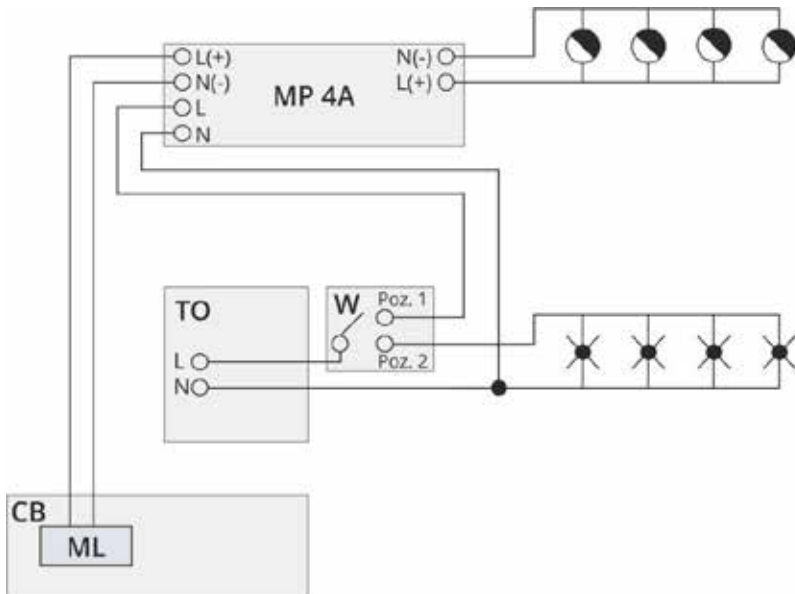 L(+)
N(-)
L
N
MP 4A
N(-)
L(+)
TO
L
N
W
Poz. 1
Poz. 2
CB
ML